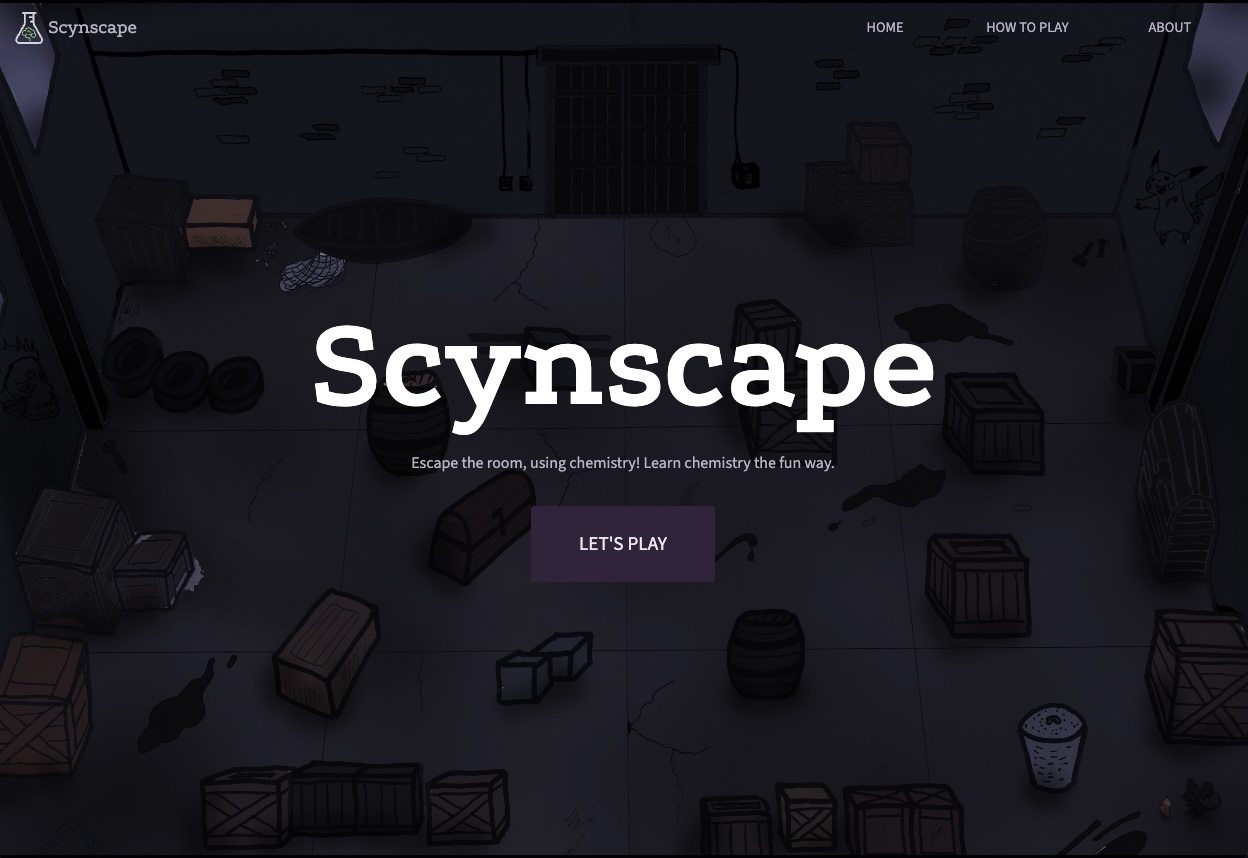 Scynscape
HOME
HOW TO PLAY
ABOUT
Scynscape
Escape the room, using chemistry! Learn chemistry the fun way.
LET'S PLAY